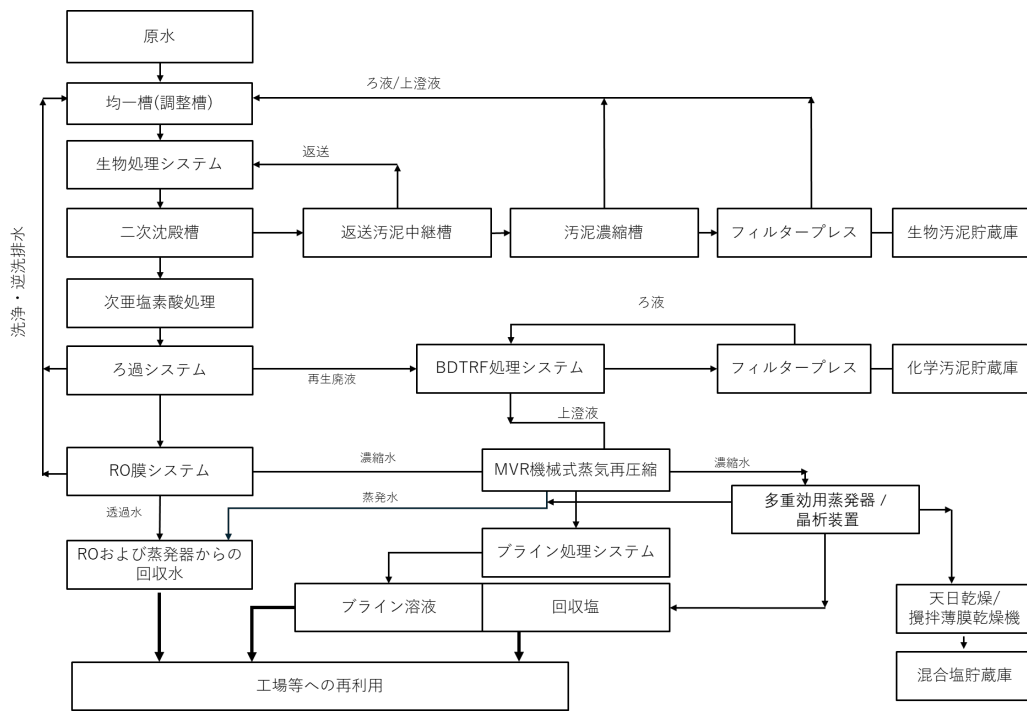 原水
均一槽(調整槽)
ろ液/上澄液
生物処理システム
返送
二次沈殿槽
返送汚泥中継槽
汚泥濃縮槽
フィルタープレス
生物汚泥貯蔵庫
洗浄・逆洗排水
次亜塩素酸処理
ろ液
ろ過システム
再生廃液
BDTRF処理システム
フィルタープレス
化学汚泥貯蔵庫
上澄液
RO膜システム
濃縮水
MVR機械式蒸気再圧縮
濃縮水
透過水
蒸発水
多重効用蒸発器 /
晶析装置
ROおよび蒸発器からの
回収水
ブライン処理システム
ブライン溶液
回収塩
天日乾燥/
攪拌薄膜乾燥機
工場等への再利用
混合塩貯蔵庫